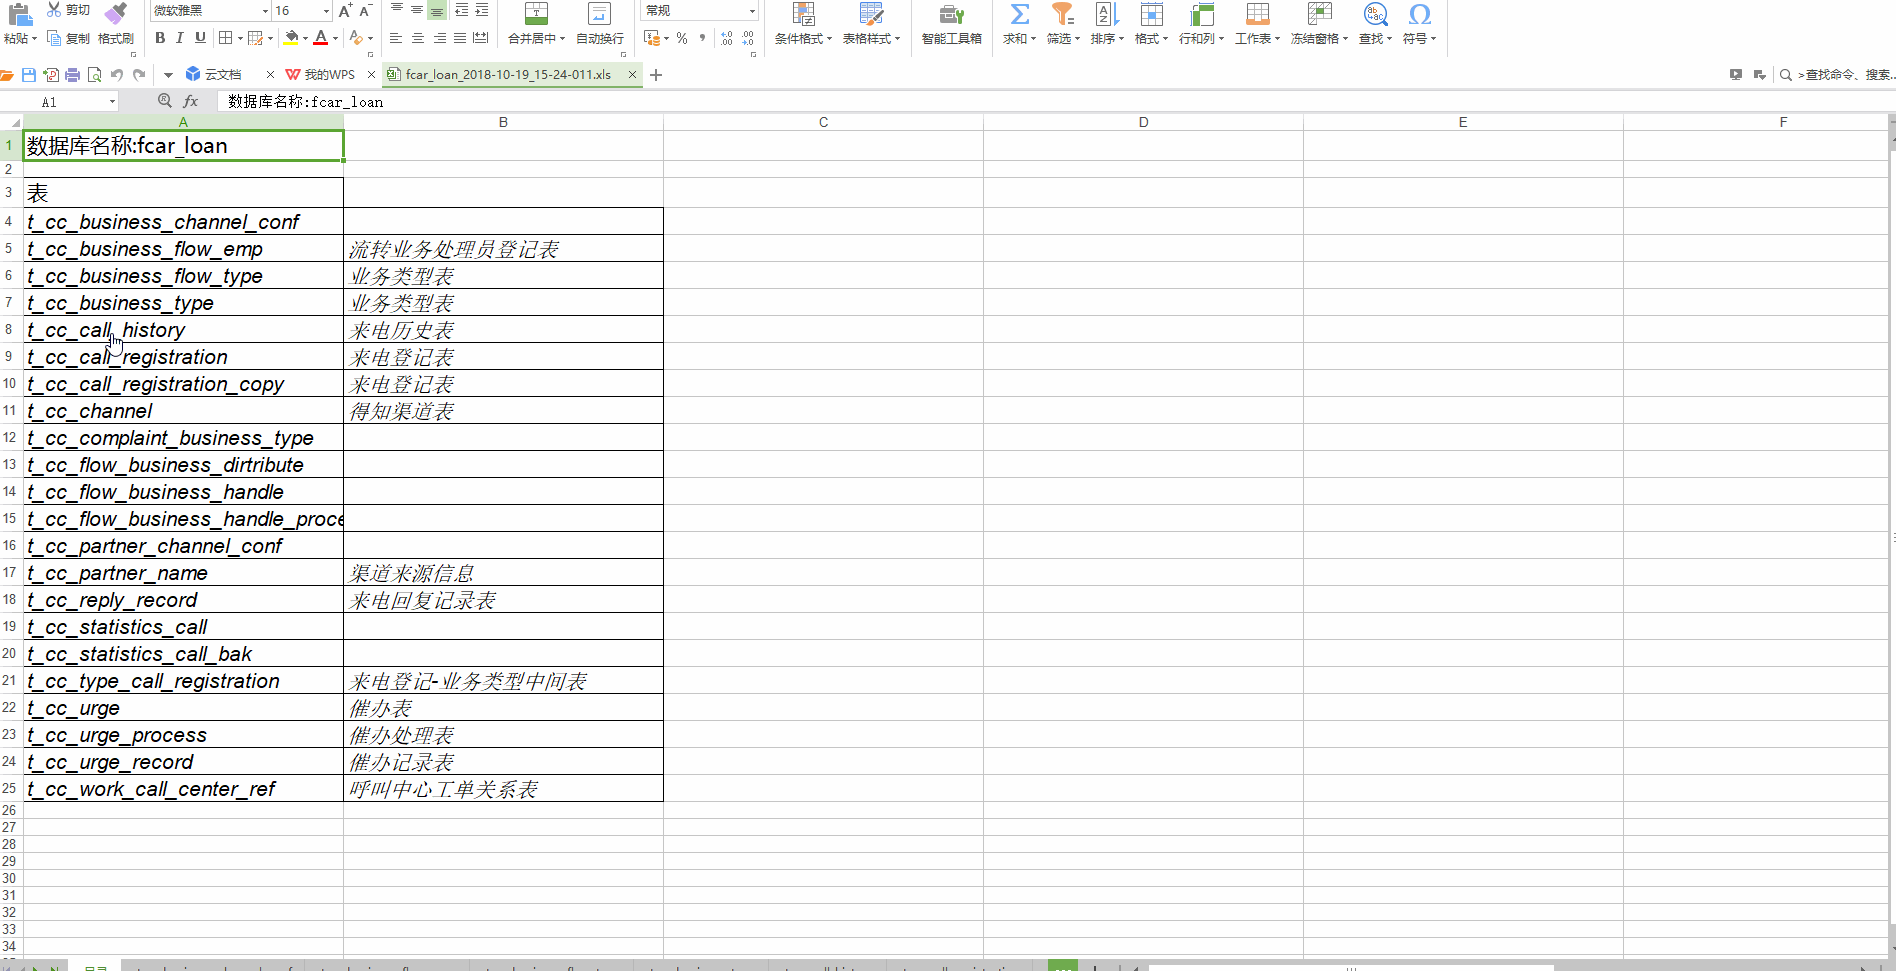 剪切 微软雅黑 16 A+ A- 常规
粘贴 复制 格式刷 B I U A 合并居中 自动换行 % 条件格式 表格样式 智能工具箱 求和 筛选 排序 格式 行和列 工作表 冻结窗格 查找 符号
云文档 × 我的WPS × fcar_loan_2018-10-19_15-24-011.xls × + >查找命令、搜索...
A1 fx 数据库名称:fcar_loan
A B C D E F
1 数据库名称:fcar_loan
2
3 表
4 t_cc_business_channel_conf
5 t_cc_business_flow_emp 流转业务处理员登记表
6 t_cc_business_flow_type 业务类型表
7 t_cc_business_type 业务类型表
8 t_cc_call_history 来电历史表
9 t_cc_call_registration 来电登记表
10 t_cc_call_registration_copy 来电登记表
11 t_cc_channel 得知渠道表
12 t_cc_complaint_business_type
13 t_cc_flow_business_dirtribute
14 t_cc_flow_business_handle
15 t_cc_flow_business_handle_proce
16 t_cc_partner_channel_conf
17 t_cc_partner_name 渠道来源信息
18 t_cc_reply_record 来电回复记录表
19 t_cc_statistics_call
20 t_cc_statistics_call_bak
21 t_cc_type_call_registration 来电登记-业务类型中间表
22 t_cc_urge 催办表
23 t_cc_urge_process 催办处理表
24 t_cc_urge_record 催办记录表
25 t_cc_work_call_center_ref 呼叫中心工单关系表
26
27
28
29
30
31
32
33
34